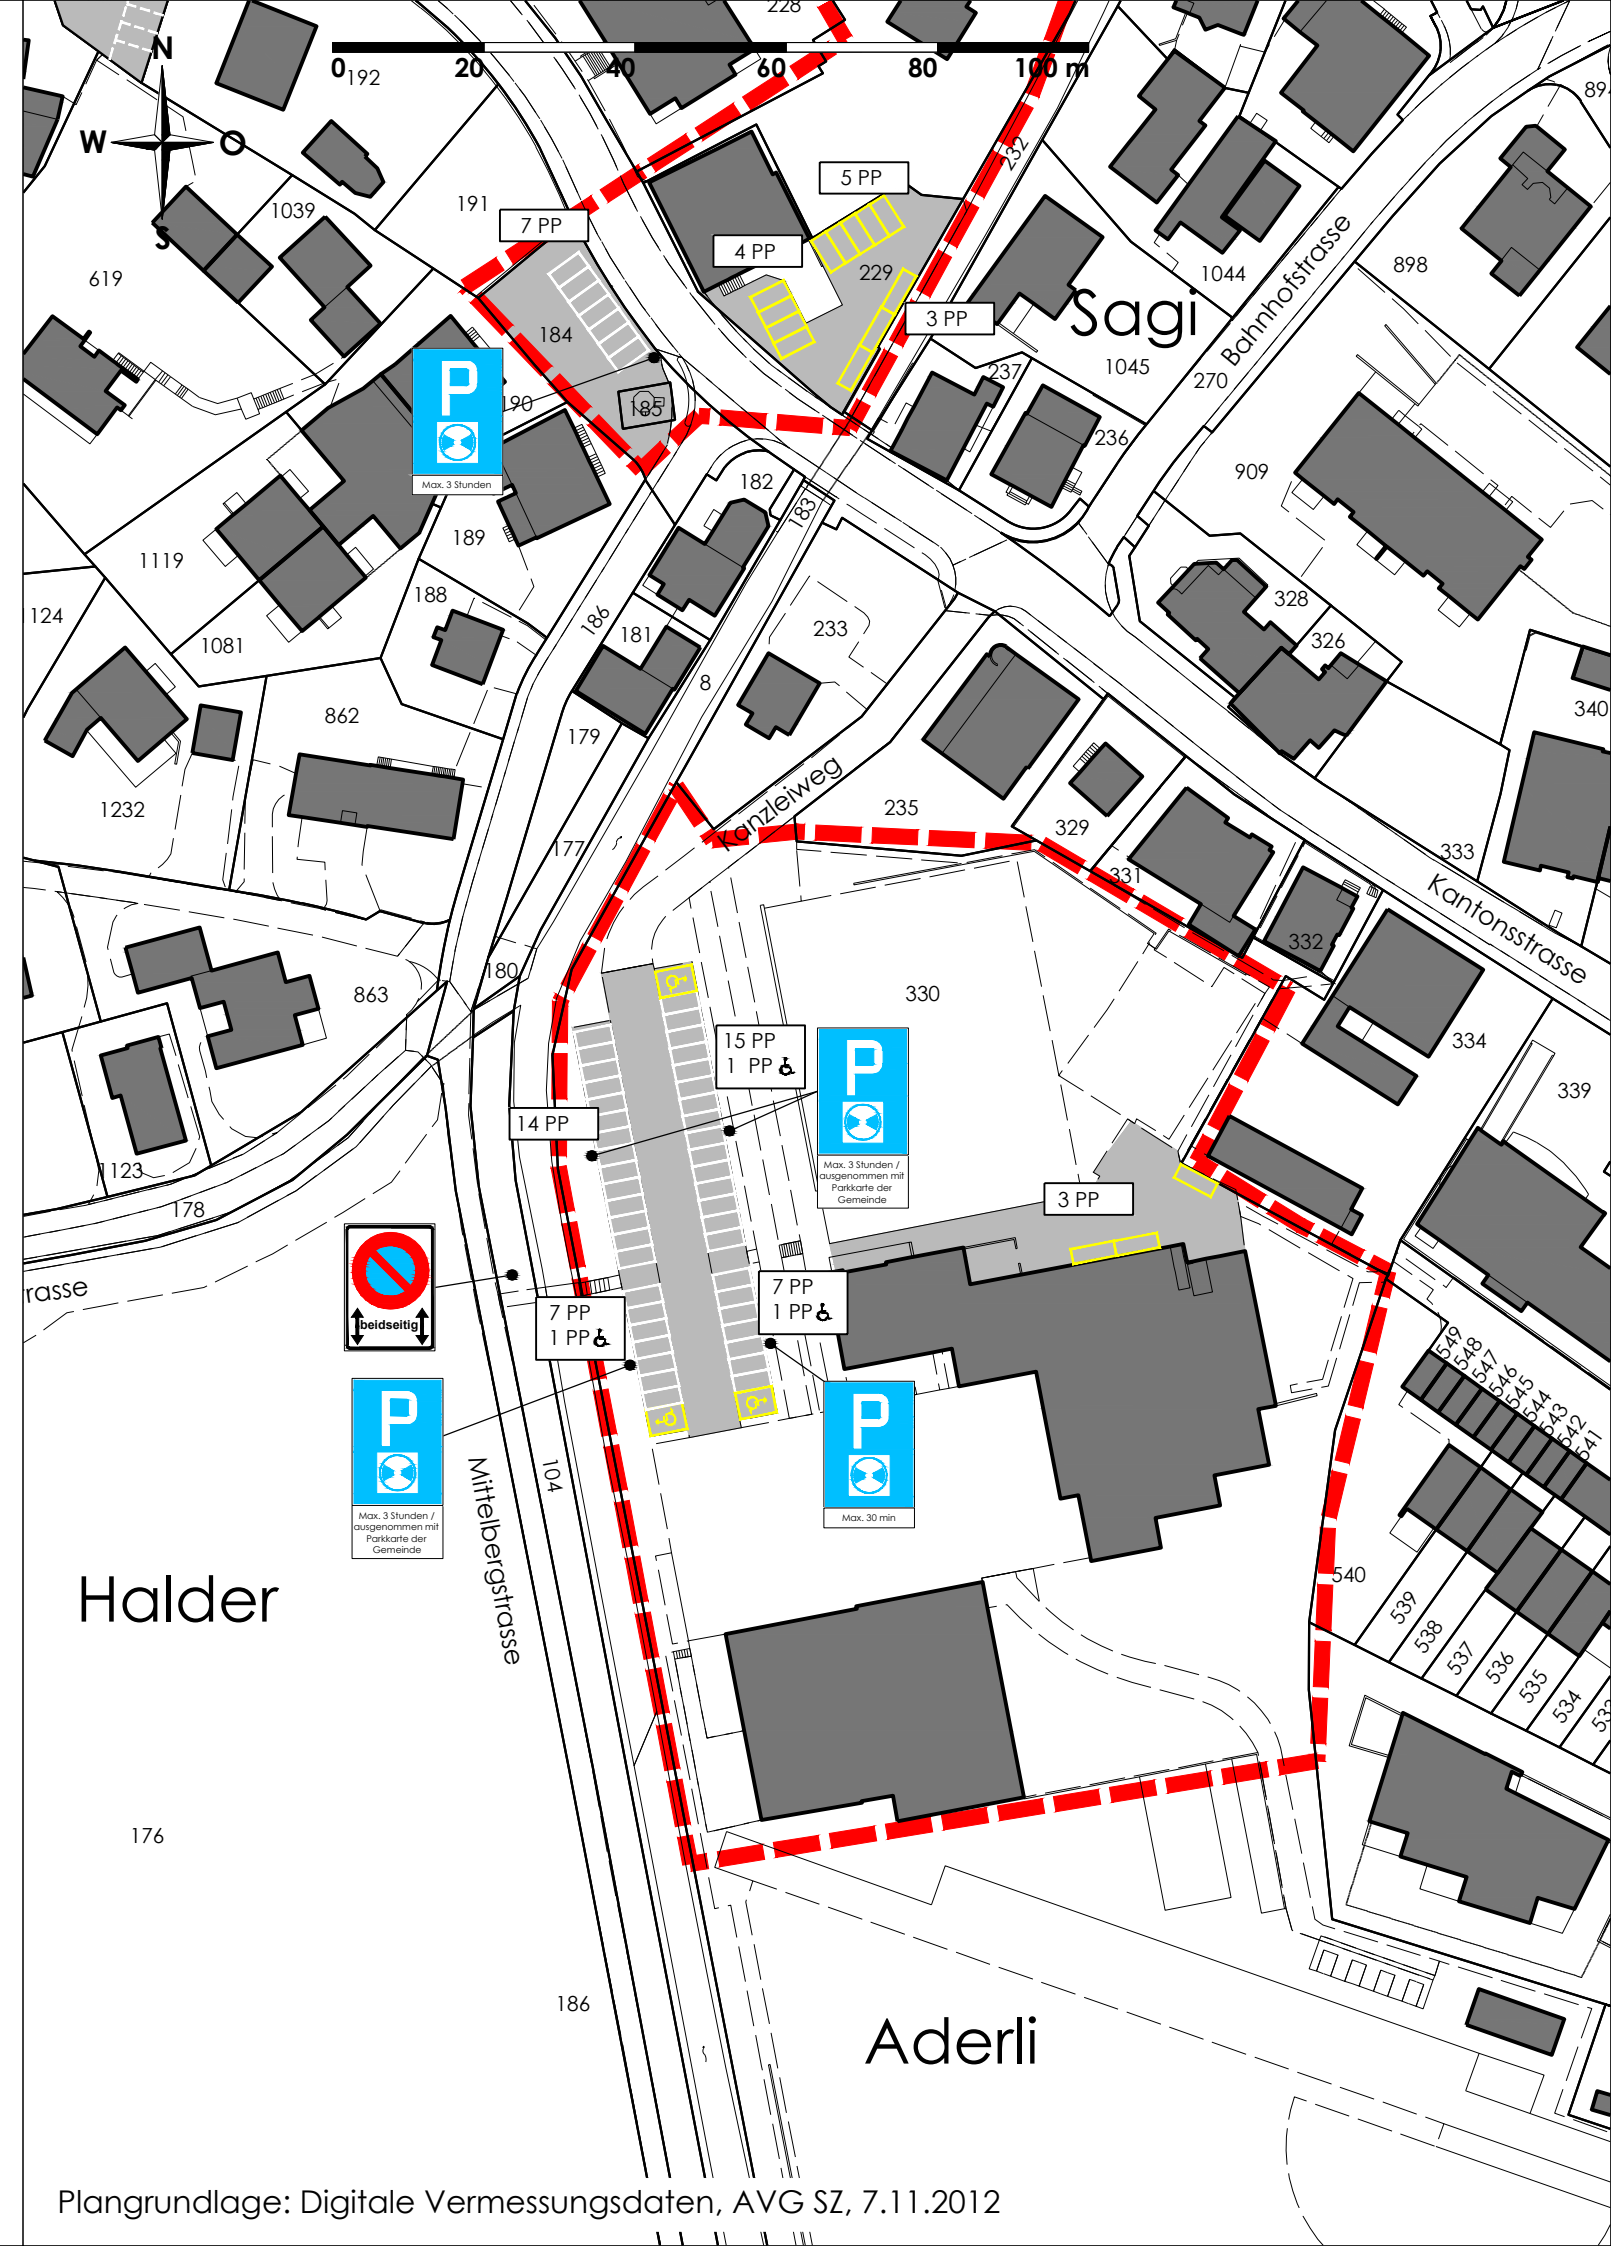 228
N
0
20
40
60
80
100 m
192
894
W
O
S
232
5 PP
191
1039
7 PP
4 PP
229
1044
Bahnhofstrasse
898
619
Sagi
3 PP
184
237
1045
270
190
185
P
Max. 3 Stunden
236
909
182
183
189
1119
188
328
1124
186
181
233
326
1081
8
862
179
340
1232
Kanzleiweg
235
329
177
331
333
Kantonsstrasse
332
180
863
330
334
15 PP
1 PP
P
Max. 3 Stunden /
ausgenommen mit
Parkkarte der
Gemeinde
339
14 PP
1123
178
3 PP
rasse
beidseitig
7 PP
1 PP
7 PP
1 PP
549
548
547
546
545
544
543
542
541
P
Max. 3 Stunden /
ausgenommen mit
Parkkarte der
Gemeinde
P
Max. 30 min
Mittelbergstrasse
104
Halder
540
539
538
537
536
535
534
533
176
186
Aderli
Plangrundlage: Digitale Vermessungsdaten, AVG SZ, 7.11.2012